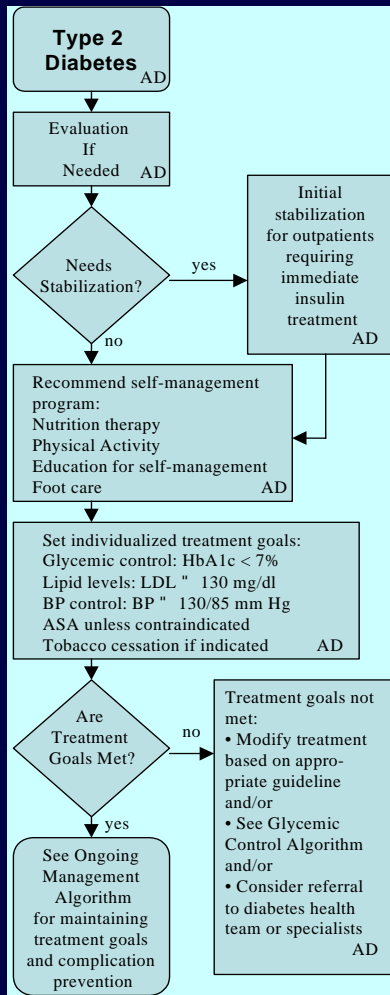 Type 2
Diabetes
AD
Evaluation
If
Needed
AD
Needs
Stabilization?
yes
Initial
stabilization
for outpatients
requiring
immediate
insulin
treatment
AD
no
Recommend self-management
program:
Nutrition therapy
Physical Activity
Education for self-management
Foot care
AD
Set individualized treatment goals:
Glycemic control: HbA1c < 7%
Lipid levels: LDL " 130 mg/dl
BP control: BP " 130/85 mm Hg
ASA unless contraindicated
Tobacco cessation if indicated
AD
Are
Treatment
Goals Met?
no
Treatment goals not
met:
• Modify treatment
based on appro-
priate guideline
and/or
• See Glycemic
Control Algorithm
and/or
• Consider referral
to diabetes health
team or specialists
AD
yes
See Ongoing
Management
Algorithm
for maintaining
treatment goals
and complication
prevention